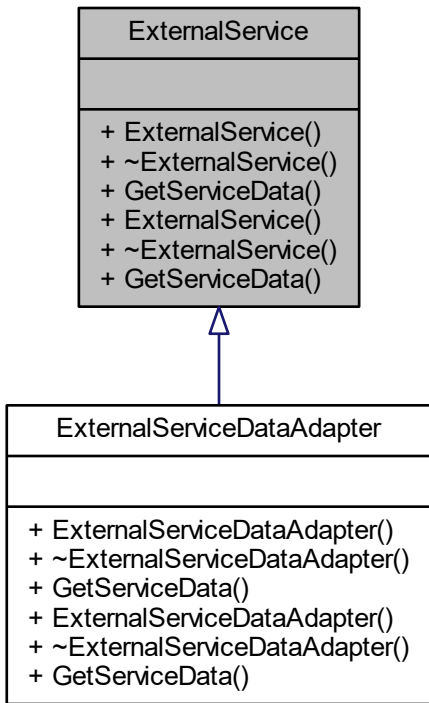 ExternalService
+ ExternalService()
+ ~ExternalService()
+ GetServiceData()
+ ExternalService()
+ ~ExternalService()
+ GetServiceData()
ExternalServiceDataAdapter
+ ExternalServiceDataAdapter()
+ ~ExternalServiceDataAdapter()
+ GetServiceData()
+ ExternalServiceDataAdapter()
+ ~ExternalServiceDataAdapter()
+ GetServiceData()